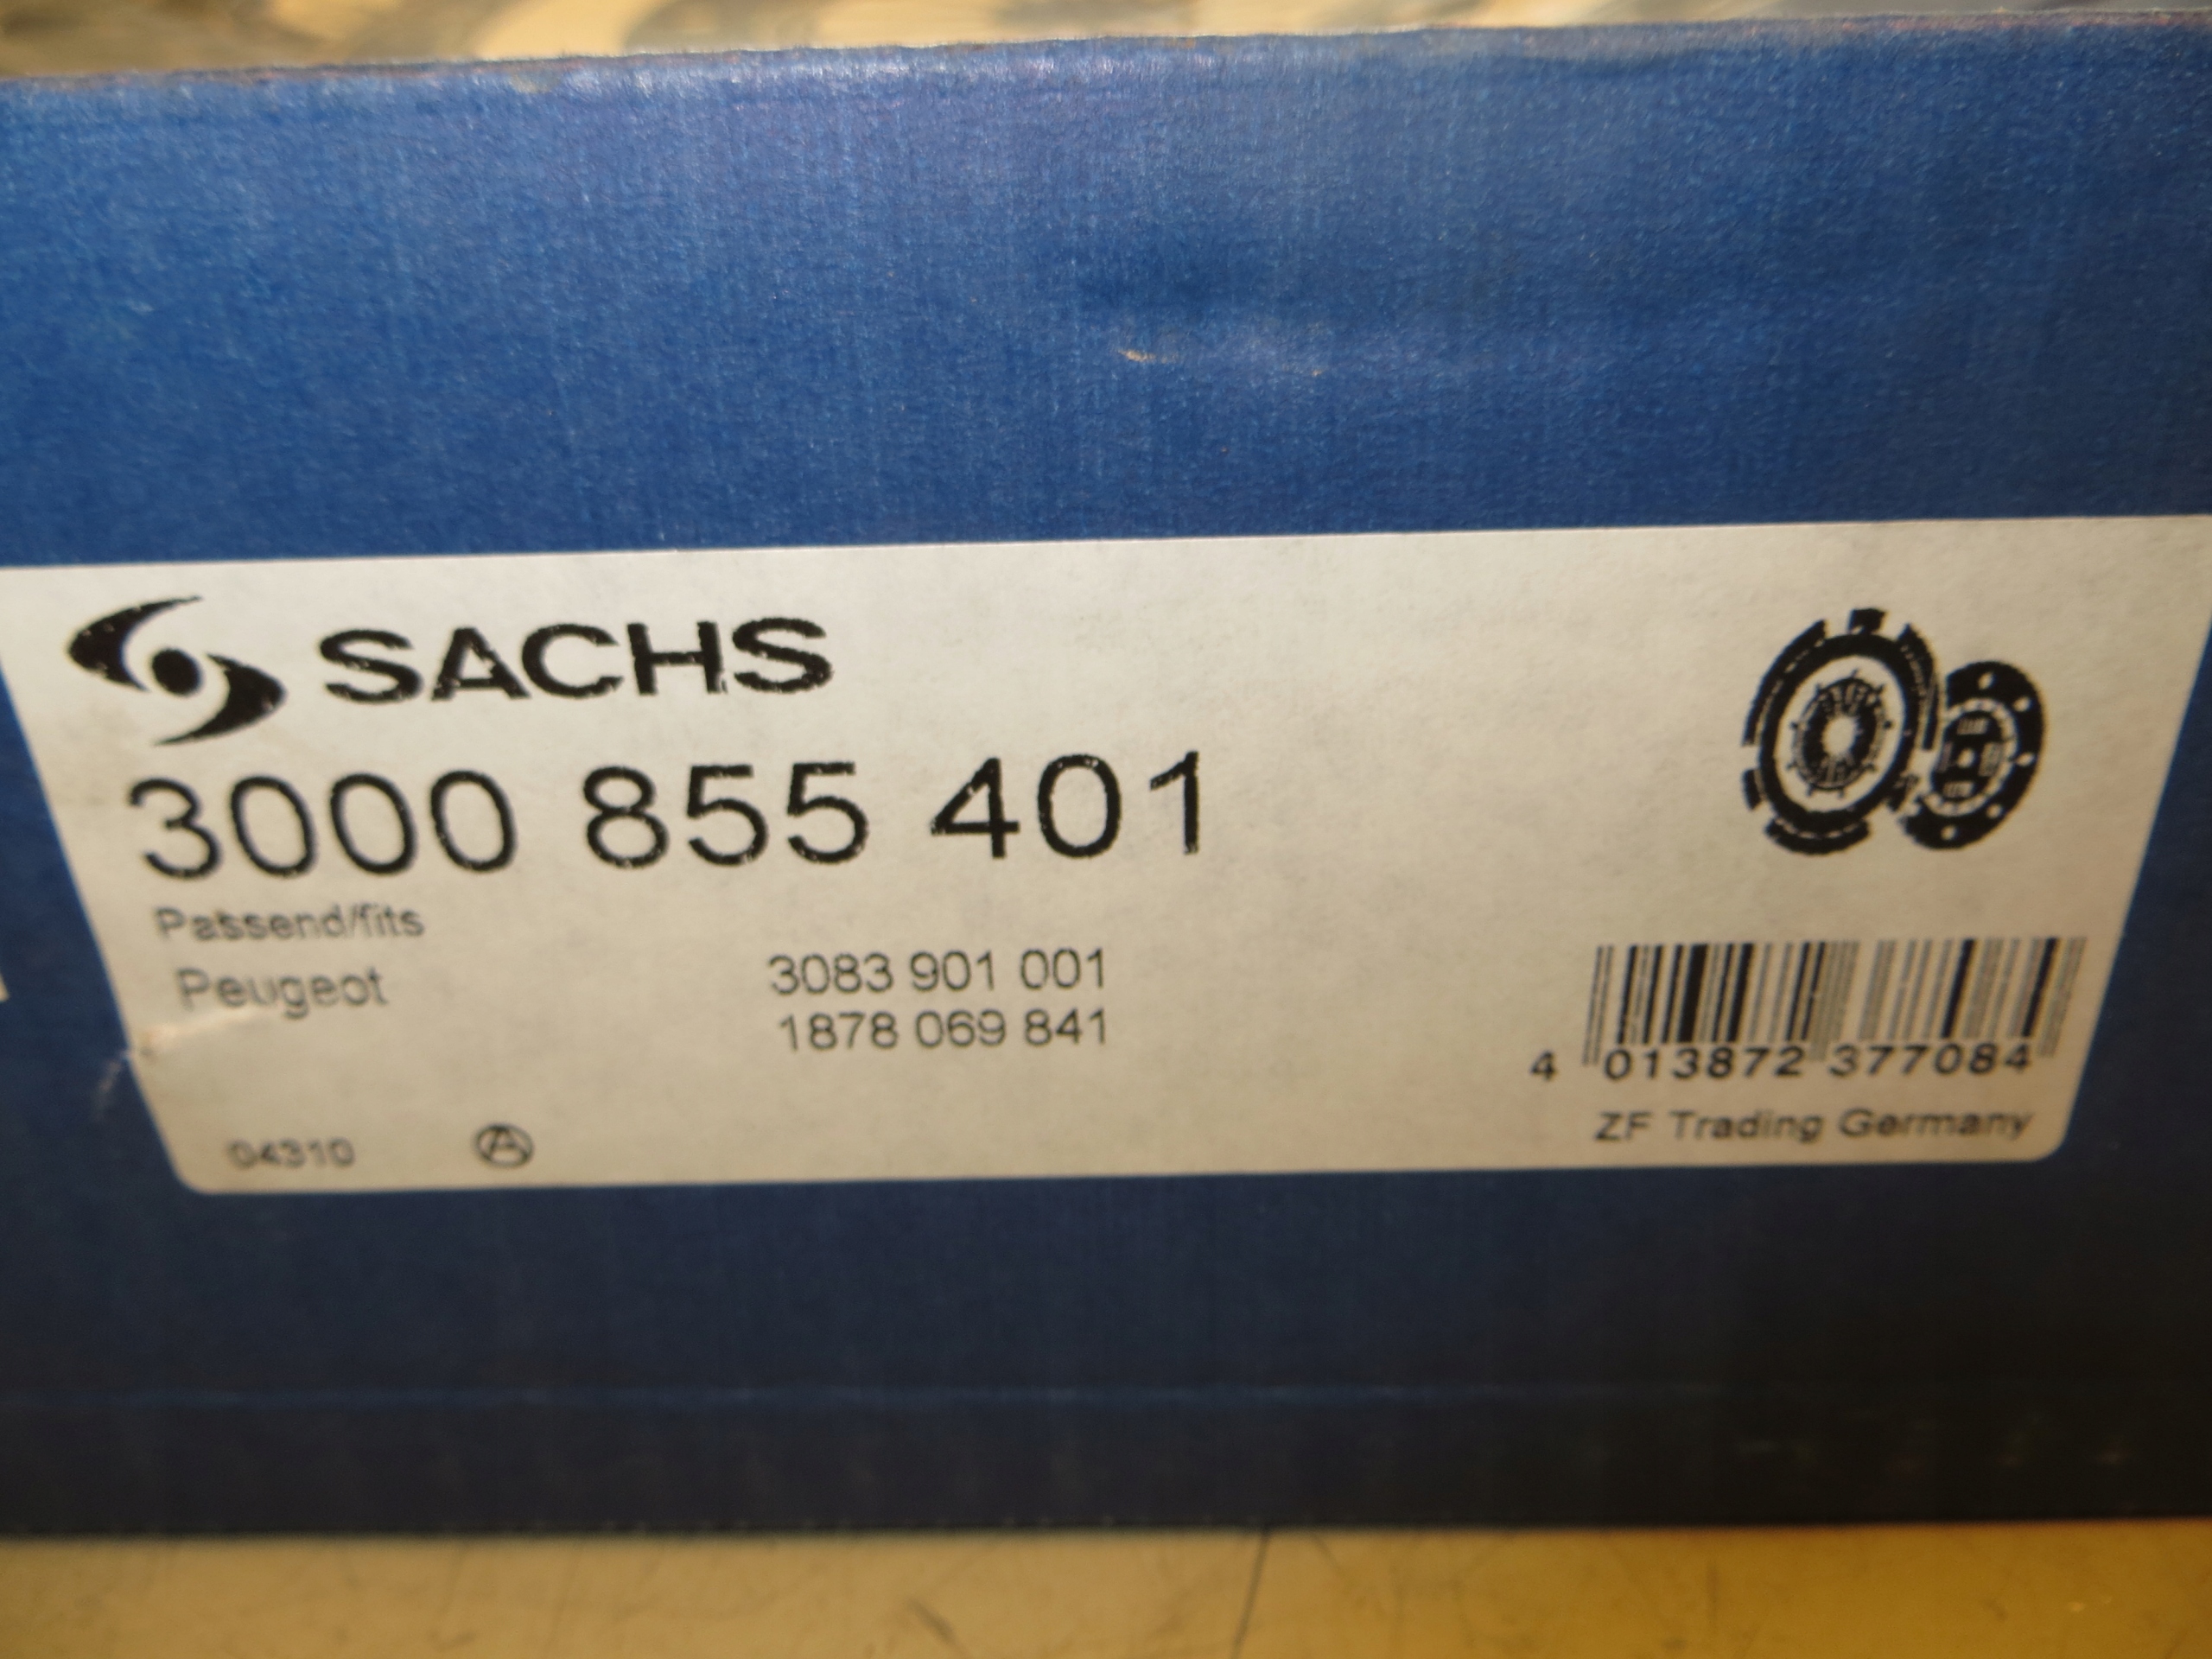 SACHS
3000 855 401
Passend/fits
Peugeot
3083 901 001
1878 069 841
4 013872 377084
ZF Trading Germany
04310 A